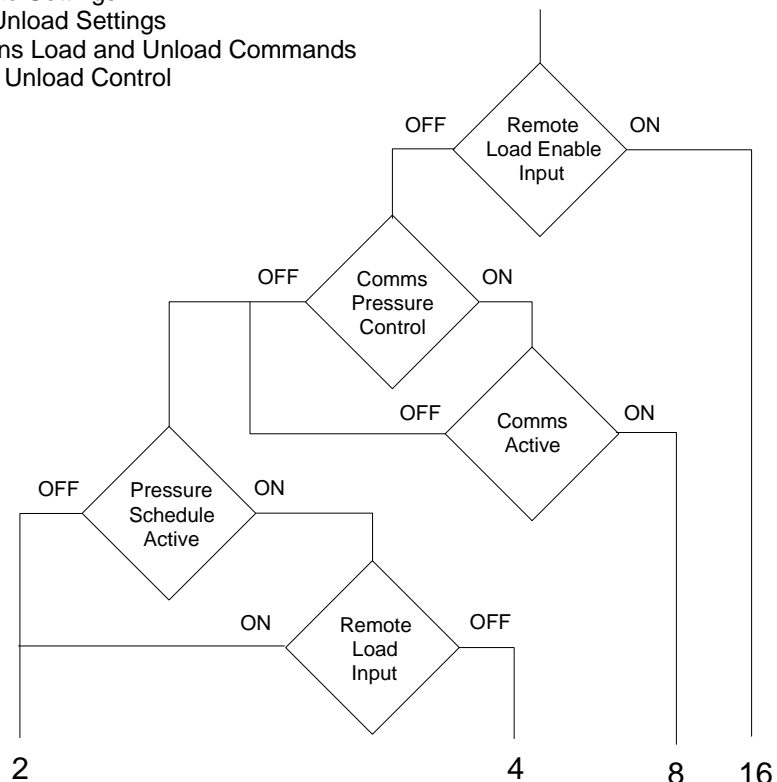 Unload Settings
Load and Unload Commands
Unload Control
OFF
Remote
Load Enable
Input
ON
OFF
Comms
Pressure
Control
ON
OFF
Comms
Active
ON
OFF
Pressure
Schedule
Active
ON
ON
Remote
Load
Input
OFF
2
4
8
16